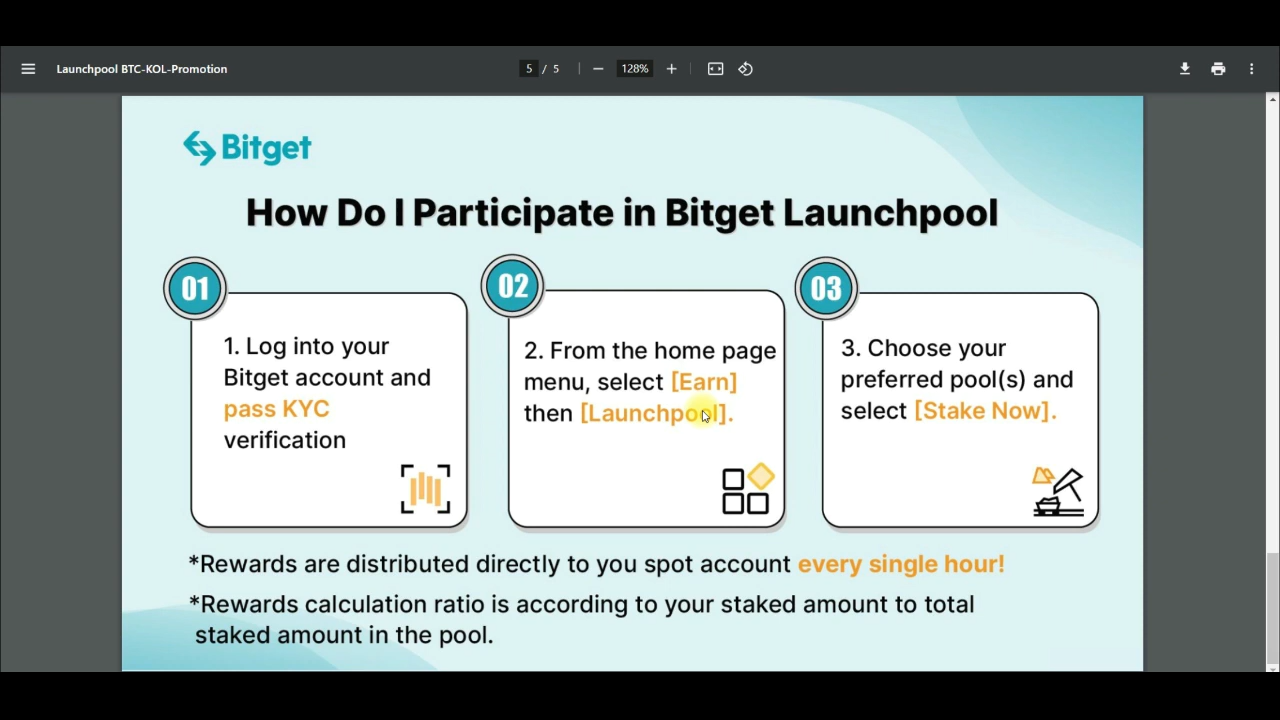 Launchpool BTC-KOL-Promotion
5 / 5
128%
Bitget
How Do I Participate in Bitget Launchpool
01
1. Log into your
Bitget account and
pass KYC
verification
02
2. From the home page
menu, select [Earn]
then [Launchpool].
03
3. Choose your
preferred pool(s) and
select [Stake Now].
*Rewards are distributed directly to you spot account every single hour!
*Rewards calculation ratio is according to your staked amount to total
staked amount in the pool.